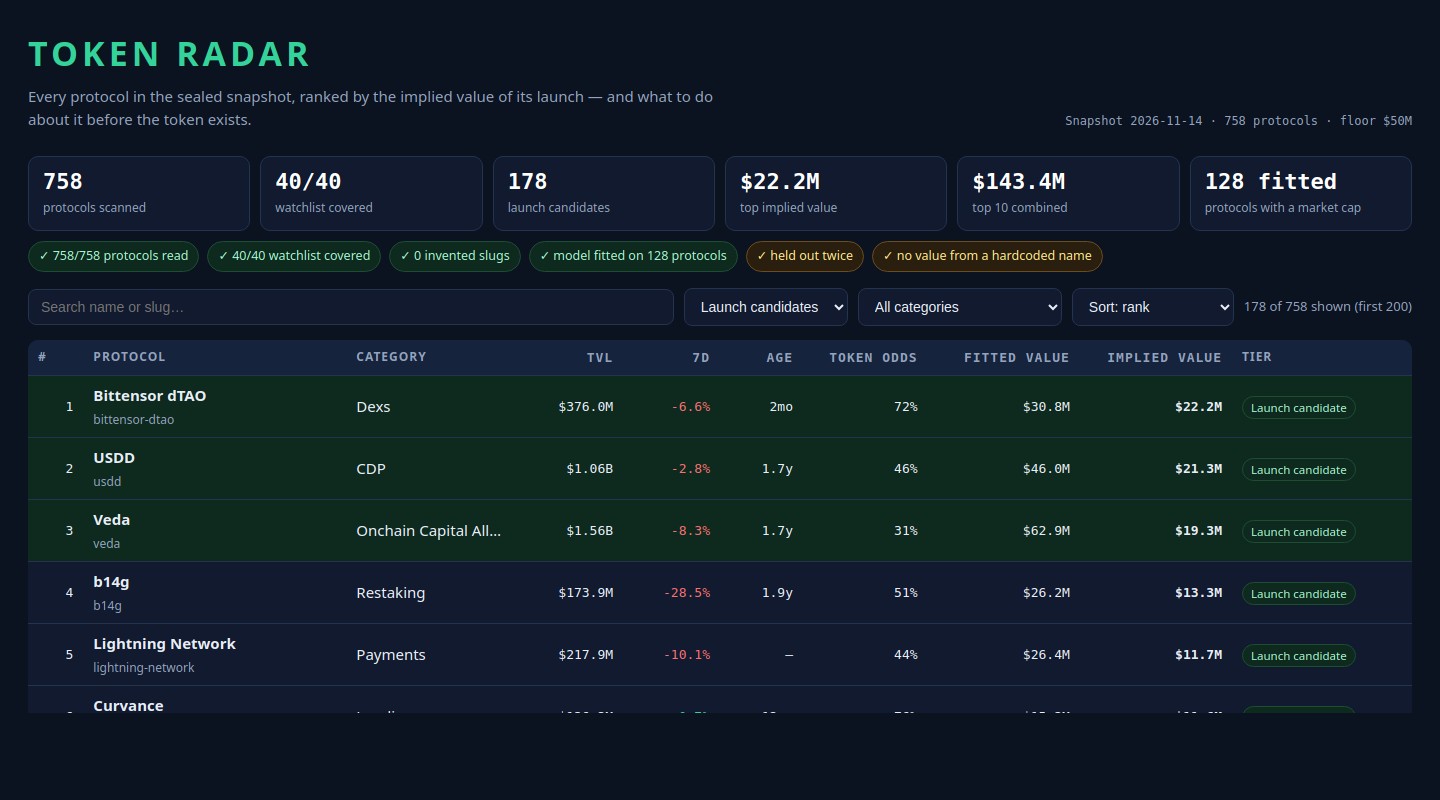 TOKEN RADAR
Every protocol in the sealed snapshot, ranked by the implied value of its launch — and what to do
about it before the token exists.
Snapshot 2026-11-14 · 758 protocols · floor $50M
758
protocols scanned
40/40
watchlist covered
178
launch candidates
$22.2M
top implied value
$143.4M
top 10 combined
128 fitted
protocols with a market cap
✓ 758/758 protocols read
✓ 40/40 watchlist covered
✓ 0 invented slugs
✓ model fitted on 128 protocols
✓ held out twice
✓ no value from a hardcoded name
Search name or slug…
Launch candidates
All categories
Sort: rank
178 of 758 shown (first 200)
# PROTOCOL CATEGORY TVL 7D AGE TOKEN ODDS FITTED VALUE IMPLIED VALUE TIER
1 Bittensor dTAO Dexs $376.0M -6.6% 2mo 72% $30.8M $22.2M Launch candidate
bittensor-dtao
2 USDD CDP $1.06B -2.8% 1.7y 46% $46.0M $21.3M Launch candidate
usdd
3 Veda Onchain Capital All… $1.56B -8.3% 1.7y 31% $62.9M $19.3M Launch candidate
veda
4 b14g Restaking $173.9M -28.5% 1.9y 51% $26.2M $13.3M Launch candidate
b14g
5 Lightning Network Payments $217.9M -10.1% — 44% $26.4M $11.7M Launch candidate
lightning-network
Curvance